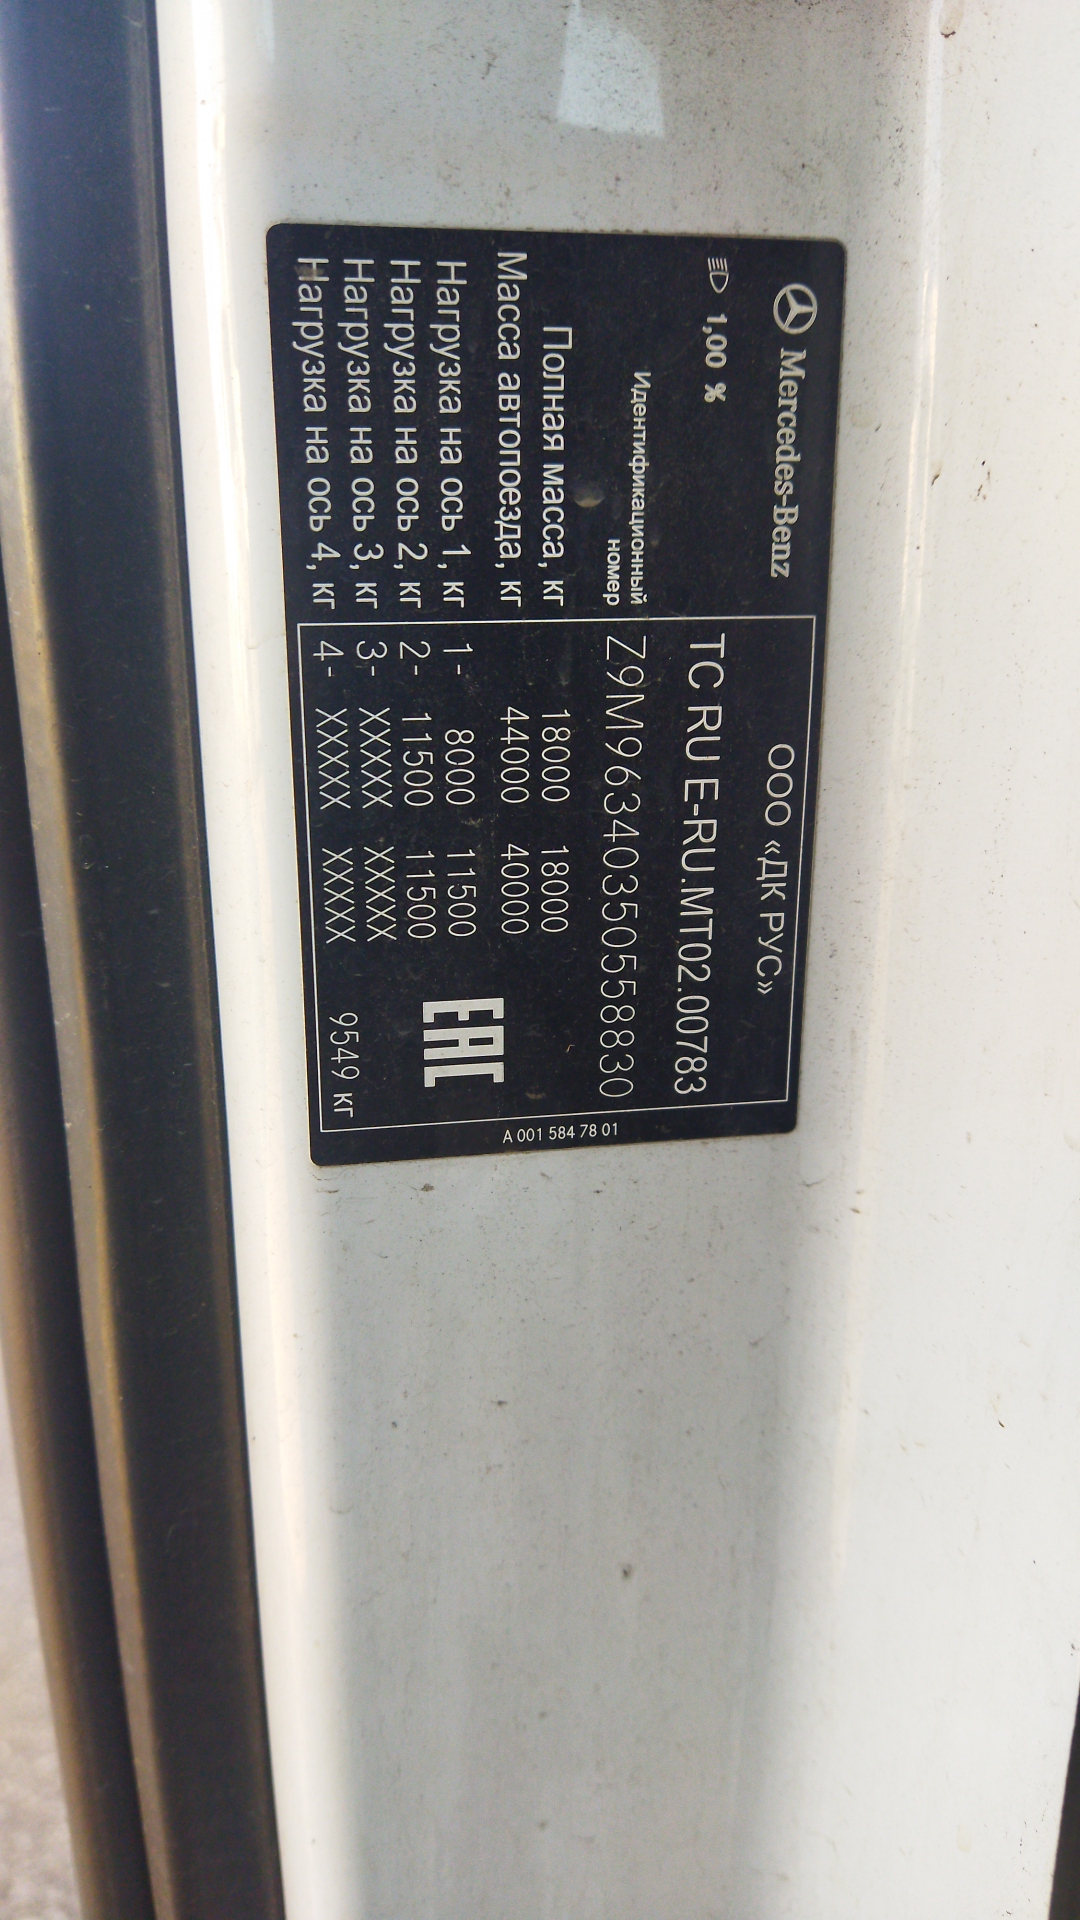 Mercedes-Benz
ООО «ДК РУС»
1,00 %
ТС RU E-RU.MT02.00783
Идентификационный
номер
Z9M96340350558830
Полная масса, кг 18000 18000
Масса автопоезда, кг 44000 40000
Нагрузка на ось 1, кг 1- 8000 11500
Нагрузка на ось 2, кг 2- 11500 11500
Нагрузка на ось 3, кг 3- XXXXX XXXXX
Нагрузка на ось 4, кг 4- XXXXX XXXXX
EAC
9549 кг
A 001 584 78 01